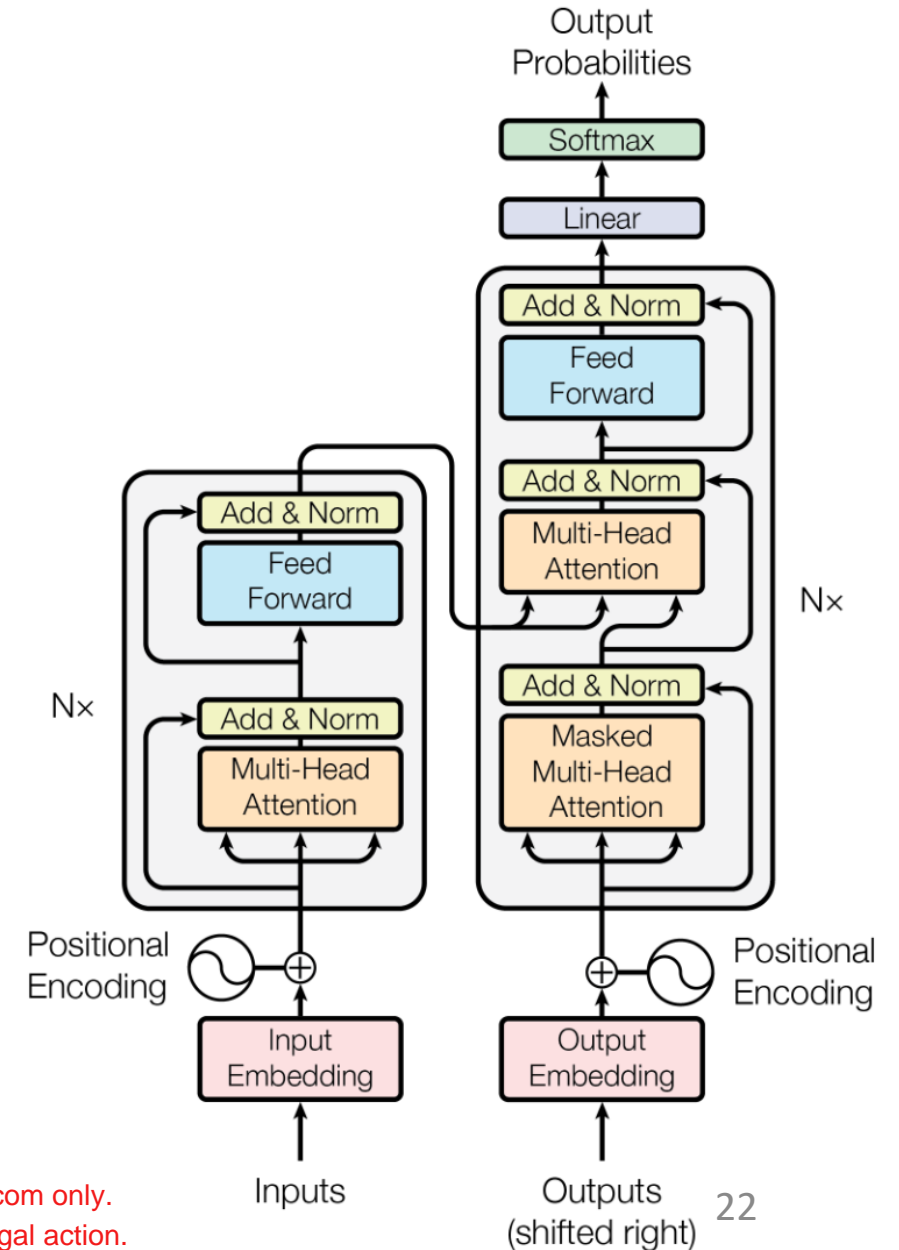 Output
Probabilities
Softmax
Linear
Add & Norm
Feed
Forward
Add & Norm
Multi-Head
Attention
Nx
Add & Norm
Masked
Multi-Head
Attention
Positional
Encoding
Output
Embedding
Outputs
(shifted right)
Add & Norm
Feed
Forward
Nx
Add & Norm
Multi-Head
Attention
Positional
Encoding
Input
Embedding
Inputs
com only.
gal action.
22